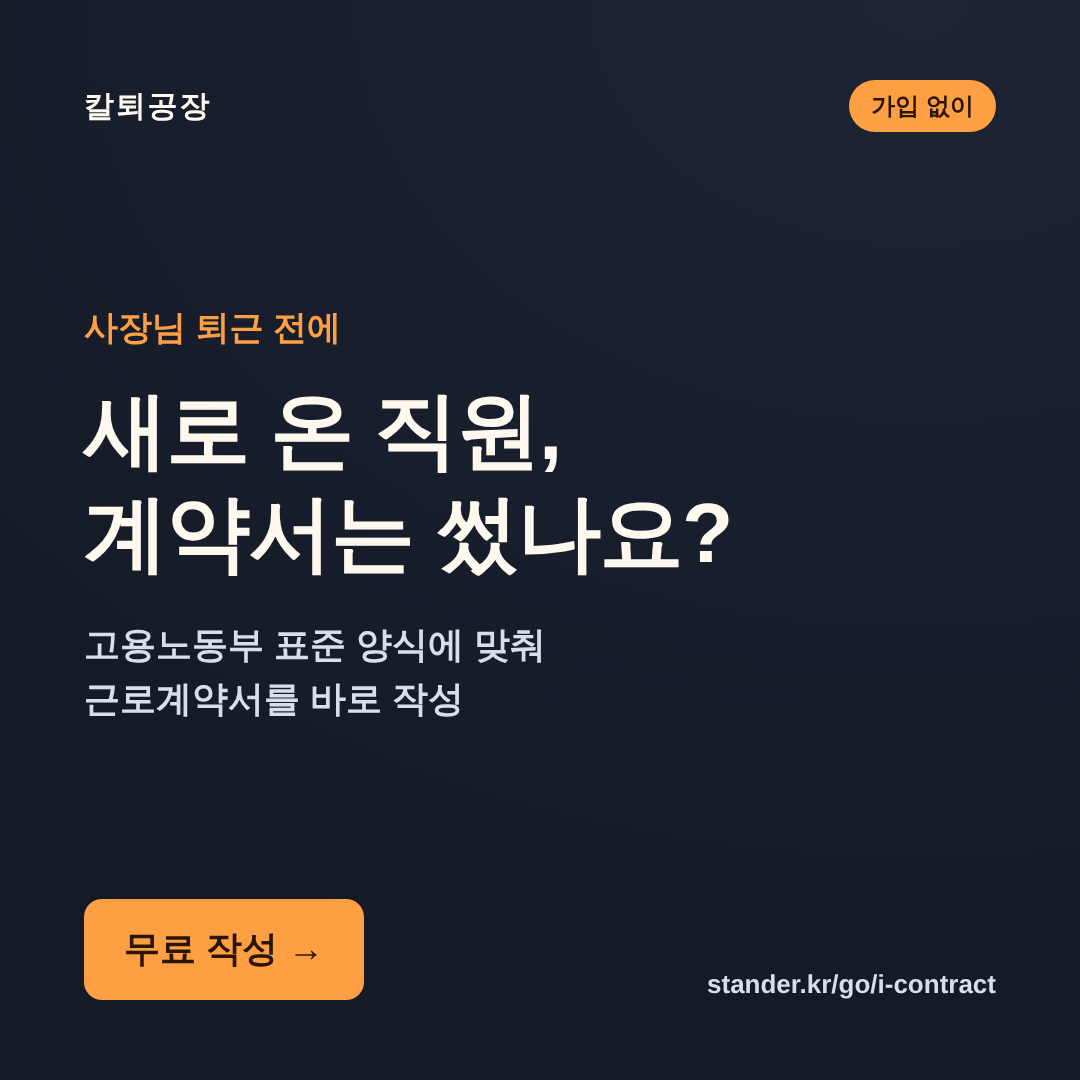 칼퇴공장
가입 없이
사장님 퇴근 전에
새로 온 직원,
계약서는 썼나요?
고용노동부 표준 양식에 맞춰
근로계약서를 바로 작성
무료 작성 →
stander.kr/go/i-contract